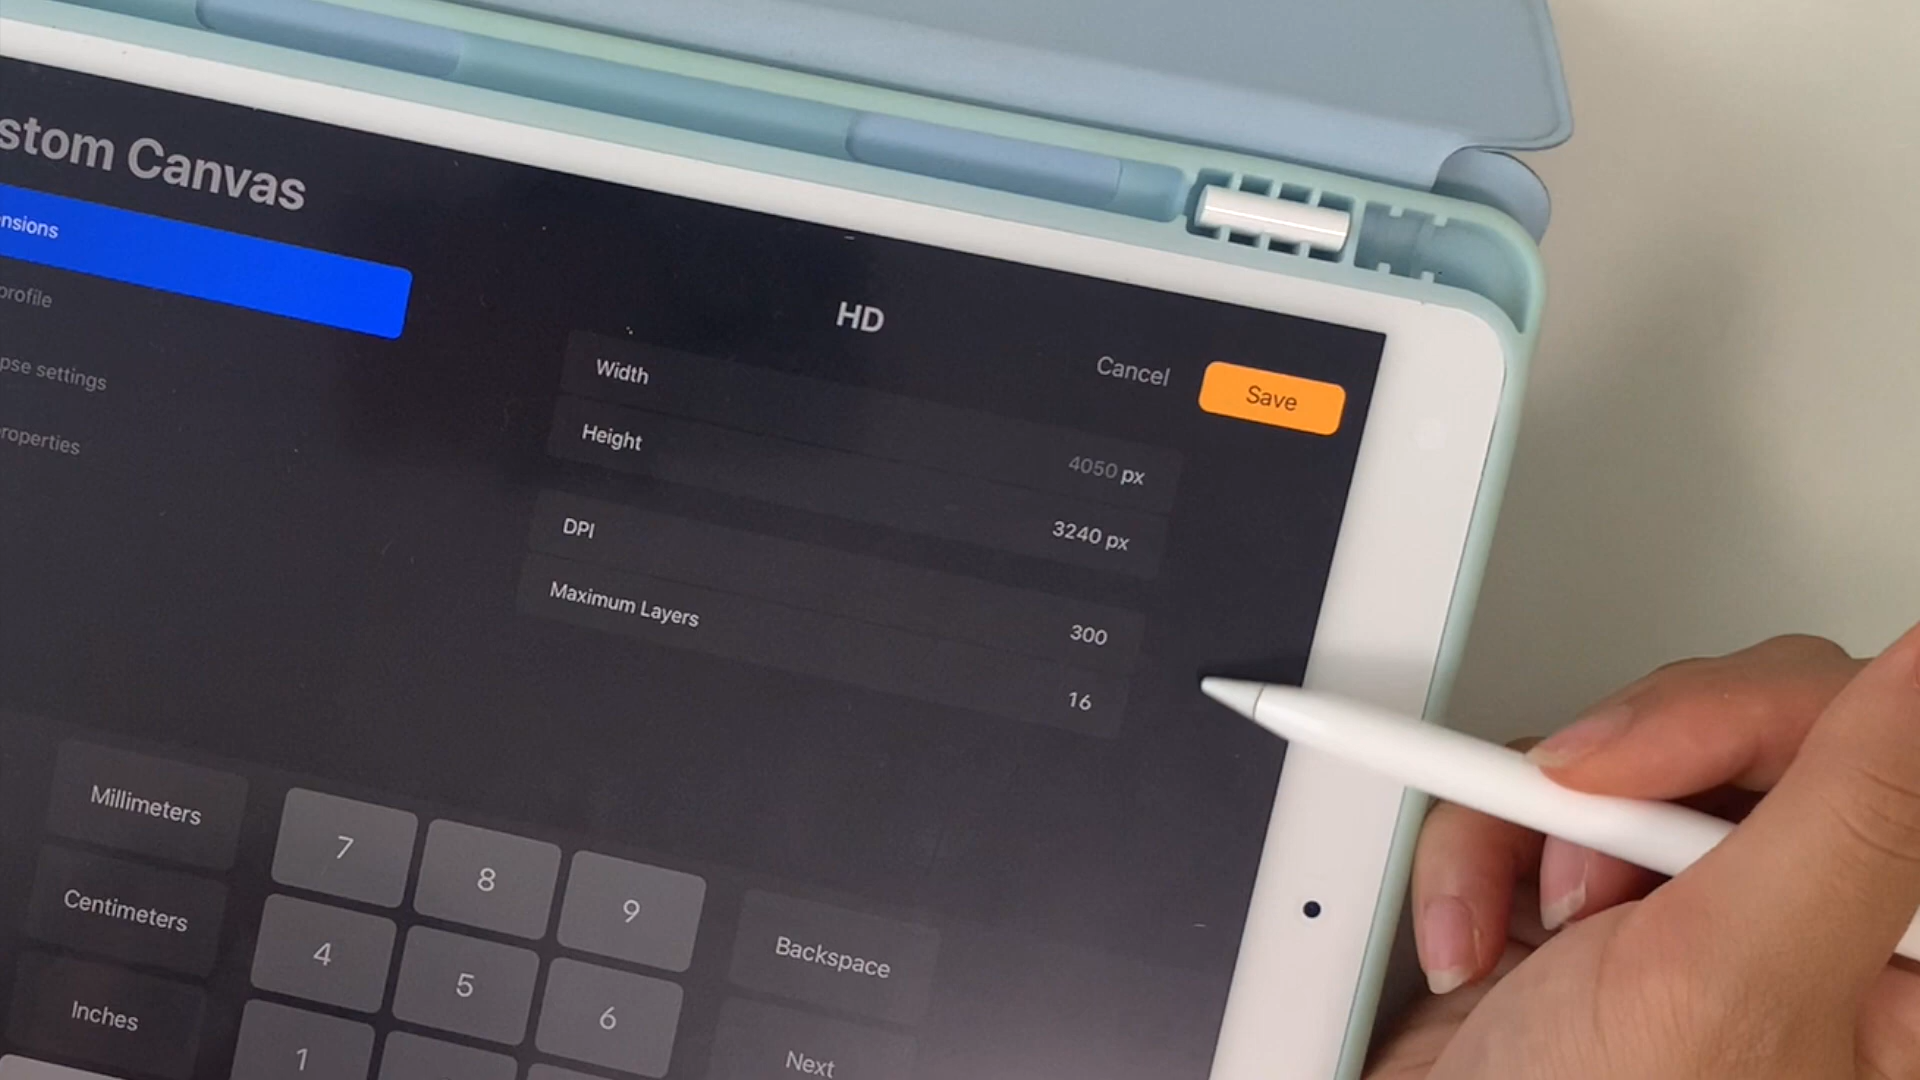 stom Canvas
nsions
profile
pse settings
roperties
HD
Cancel
Save
Width
4050 px
Height
3240 px
DPI
300
Maximum Layers
16
Millimeters
7
8
9
Centimeters
4
5
6
Backspace
Inches
1
Next